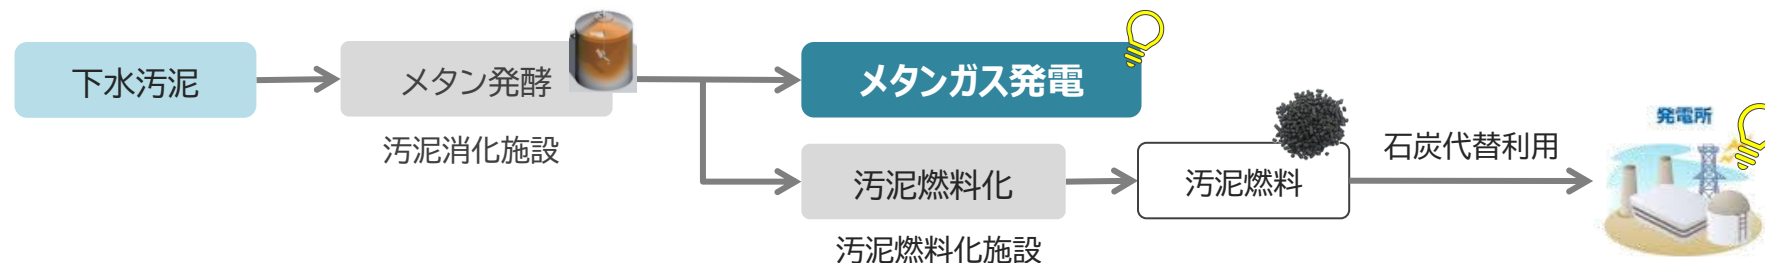 下水汚泥
メタン発酵
汚泥消化施設
メタンガス発電
汚泥燃料化
汚泥燃料化施設
汚泥燃料
石炭代替利用
発電所